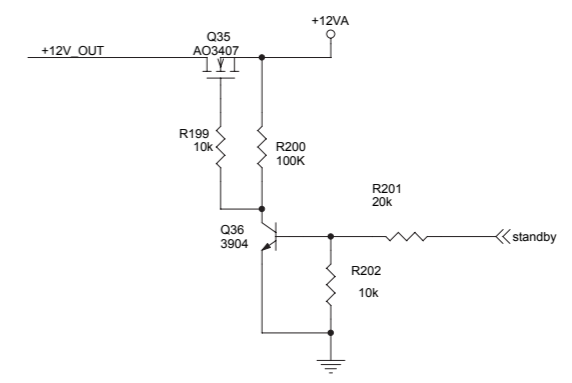 +12VA
Q35
+12V_OUT
AO3407
R199
10k
R200
100K
R201
20k
Q36
3904
standby
R202
10k